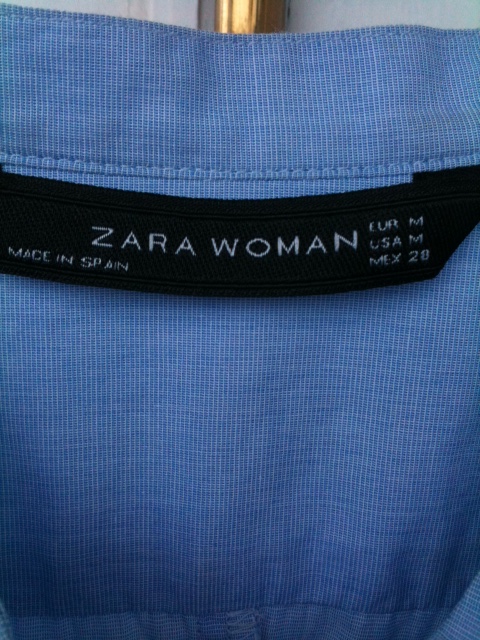 ZARA WOMAN
MADE IN SPAIN
EUR M
USA M
MEX 28